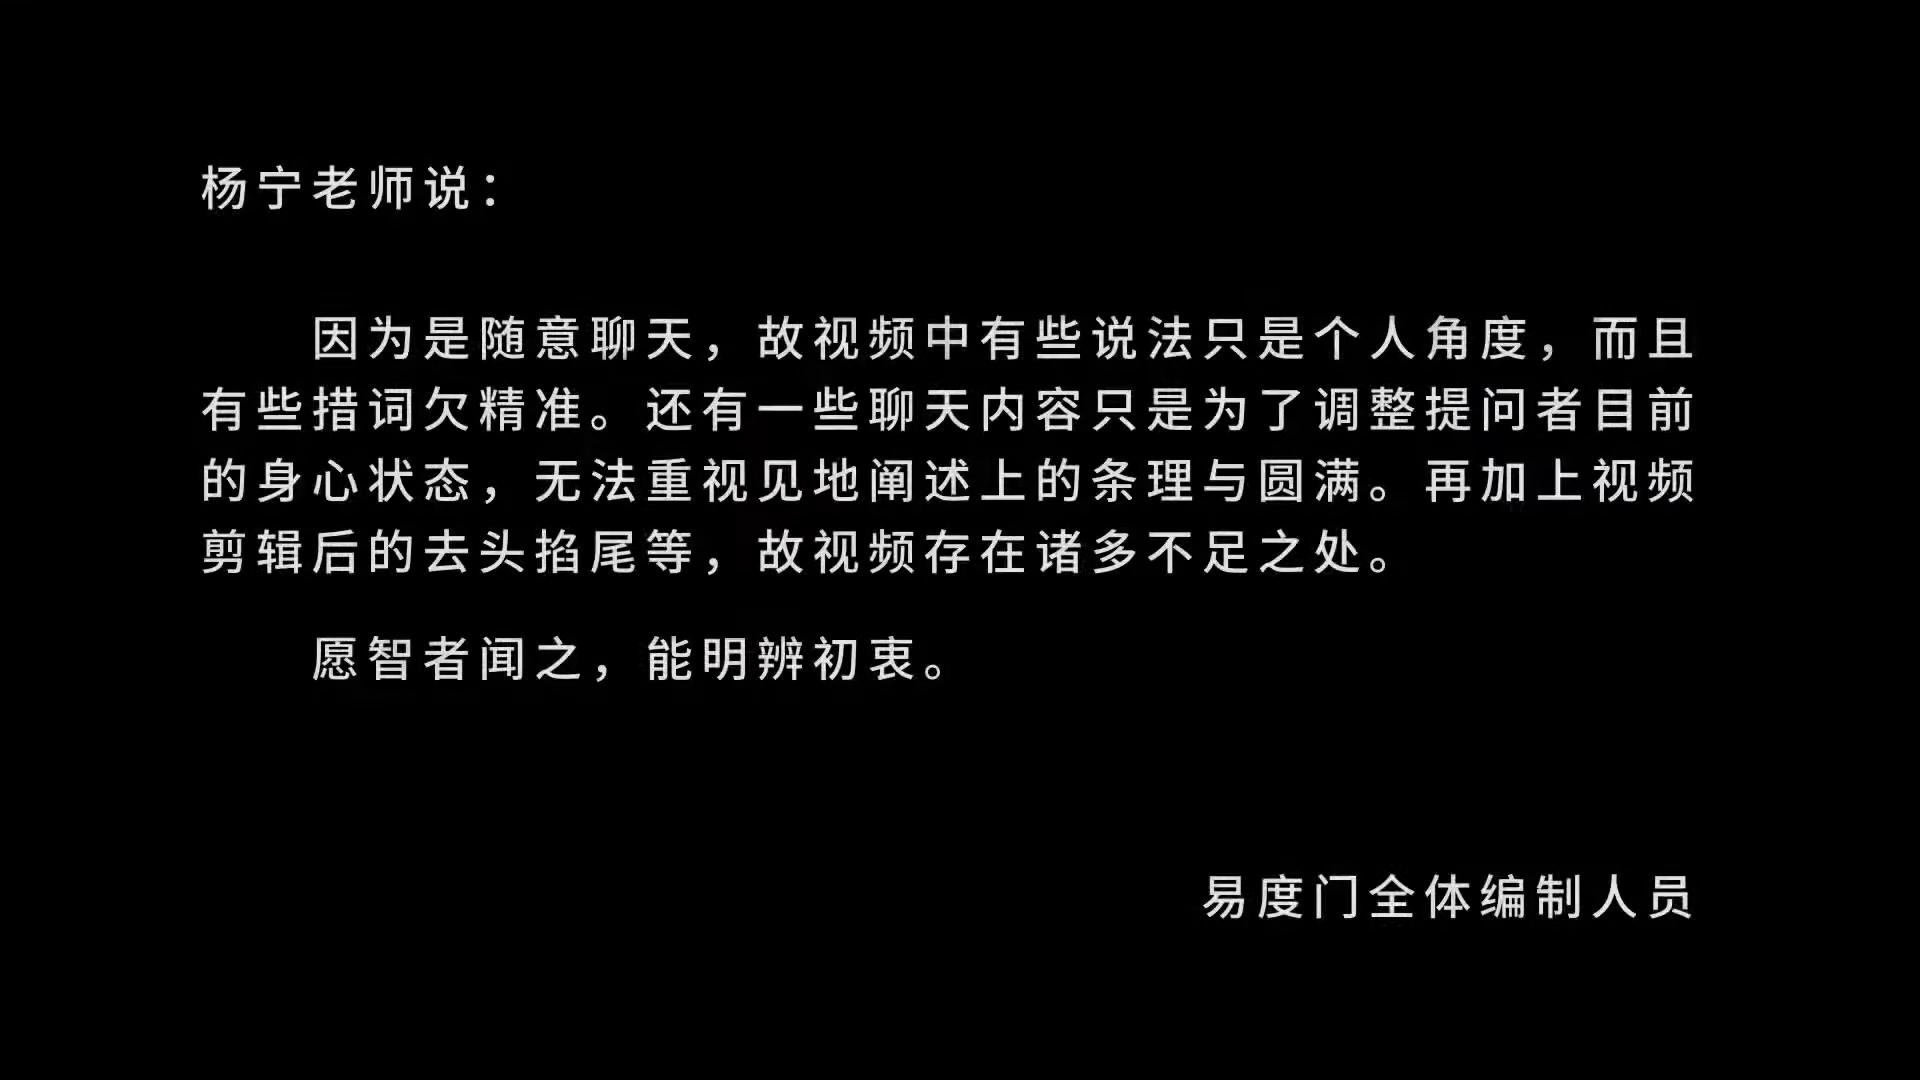 杨宁老师说：
因为是随意聊天，故视频中有些说法只是个人角度，而且
有些措词欠精准。还有一些聊天内容只是为了调整提问者目前
的身心状态，无法重视见地阐述上的条理与圆满。再加上视频
剪辑后的去头掐尾等，故视频存在诸多不足之处。
愿智者闻之，能明辨初衷。
易度门全体编制人员